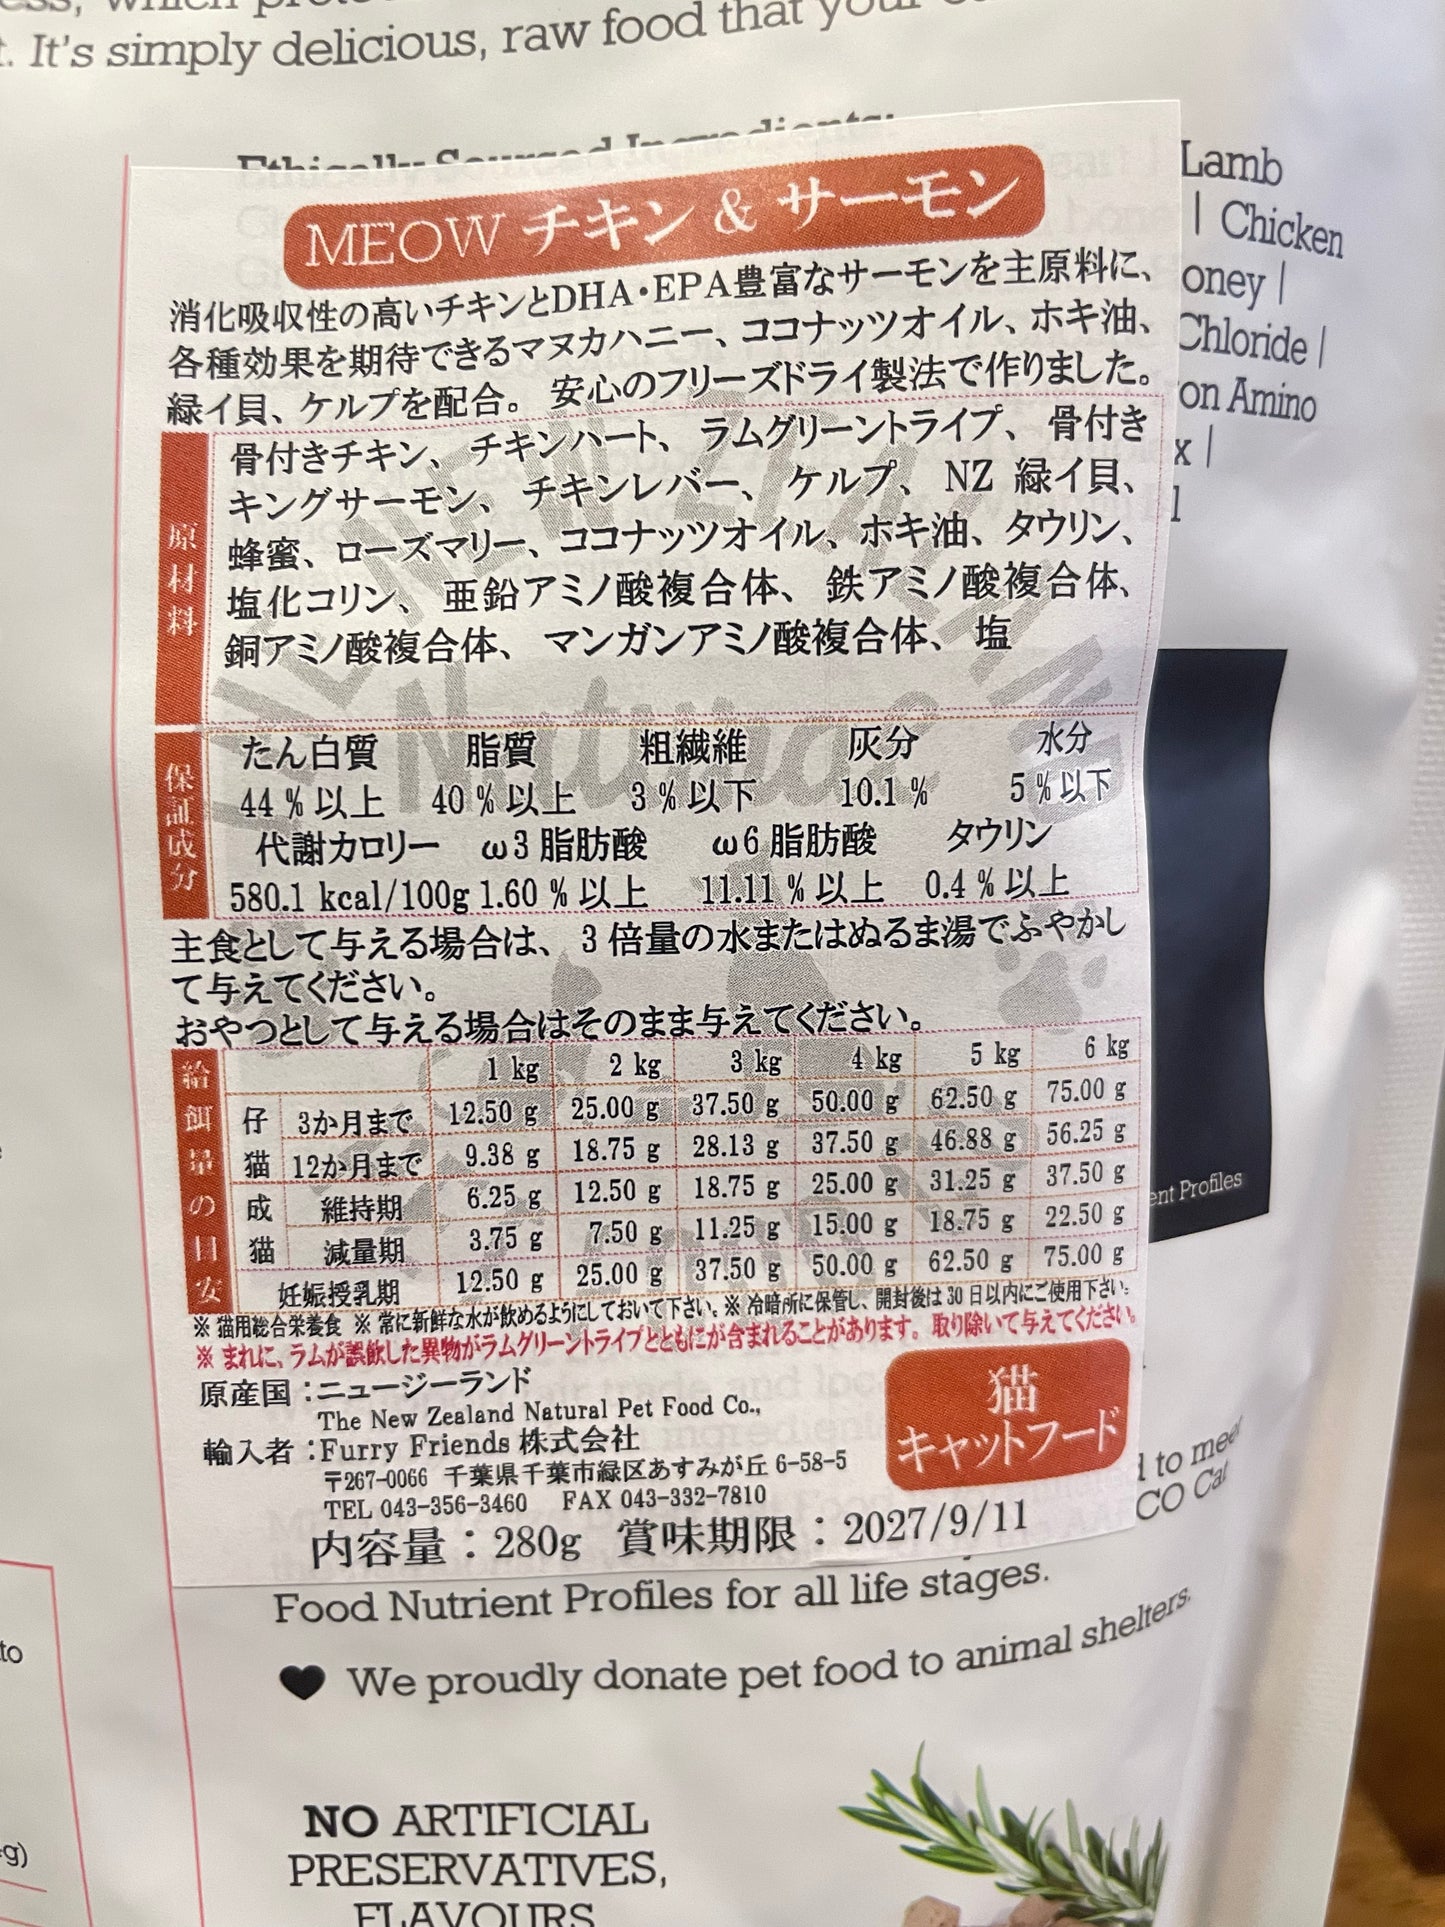 t. It's simply delicious, raw food that your
Ethically Sourced Ingredients:
Lamb
| Chicken
oney |
Chloride |
on Amino
x |
MEOW チキン & サーモン
消化吸収性の高いチキンとDHA・EPA豊富なサーモンを主原料に、
各種効果を期待できるマヌカハニー、ココナッツオイル、ホキ油、
緑イ貝、ケルプを配合。 安心のフリーズドライ製法で作りました。
原材料
骨付きチキン、チキンハート、ラムグリーントライプ、骨付き
キングサーモン、チキンレバー、ケルプ、NZ 緑イ貝、
蜂蜜、ローズマリー、ココナッツオイル、ホキ油、タウリン、
塩化コリン、亜鉛アミノ酸複合体、鉄アミノ酸複合体、
銅アミノ酸複合体、マンガンアミノ酸複合体、塩
保証成分
たん白質 脂質 粗繊維 灰分 水分
44 % 以上 40 % 以上 3 % 以下 10.1 % 5 % 以下
代謝カロリー ω3 脂肪酸 ω6 脂肪酸 タウリン
580.1 kcal/100g 1.60 % 以上 11.11 % 以上 0.4 % 以上
主食として与える場合は、3 倍量の水またはぬるま湯でふやかし
て与えてください。
おやつとして与える場合はそのまま与えてください。
給餌量の目安
1 kg 2 kg 3 kg 4 kg 5 kg 6 kg
仔猫 3か月まで 12.50 g 25.00 g 37.50 g 50.00 g 62.50 g 75.00 g
12か月まで 9.38 g 18.75 g 28.13 g 37.50 g 46.88 g 56.25 g
成猫 維持期 6.25 g 12.50 g 18.75 g 25.00 g 31.25 g 37.50 g
減量期 3.75 g 7.50 g 11.25 g 15.00 g 18.75 g 22.50 g
妊娠授乳期 12.50 g 25.00 g 37.50 g 50.00 g 62.50 g 75.00 g
※ 猫用総合栄養食 ※ 常に新鮮な水が飲めるようにしておいて下さい。※ 冷暗所に保管し、開封後は 30 日以内にご使用下さい。
※ まれに、ラムが誤飲した異物がラムグリーントライプとともにが含まれることがあります。取り除いて与えてください。
原産国：ニュージーランド
The New Zealand Natural Pet Food Co.,
輸入者：Furry Friends 株式会社
〒267-0066 千葉県千葉市緑区あすみが丘 6-58-5
TEL 043-356-3460 FAX 043-332-7810
猫
キャットフード
内容量：280g 賞味期限：2027/9/11
ent Profiles
to meet
CO Cat
Food Nutrient Profiles for all life stages.
♥ We proudly donate pet food to animal shelters.
to
g)
NO ARTIFICIAL
PRESERVATIVES,
FLAVOURS